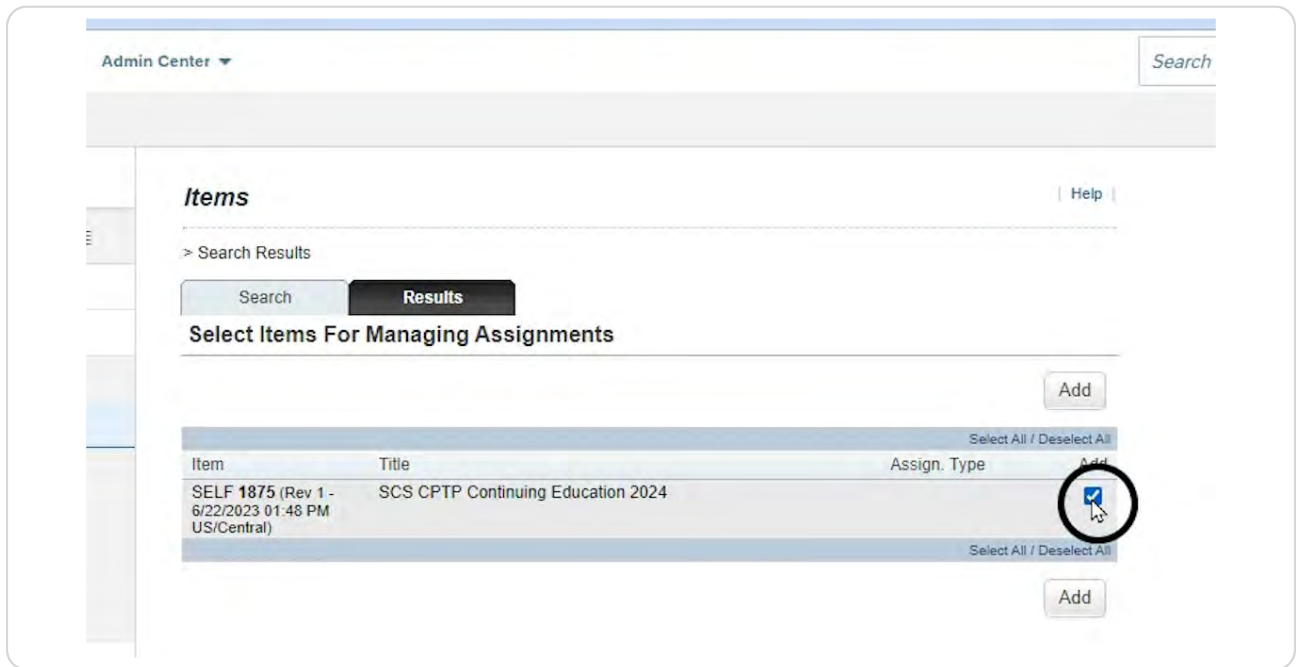 Admin Center
Search
Items
| Help |
> Search Results
Search
Results
Select Items For Managing Assignments
Add
Select All / Deselect All
Item Title Assign. Type Add
SELF 1875 (Rev 1 - SCS CPTP Continuing Education 2024
6/22/2023 01:48 PM
US/Central)
Select All / Deselect All
Add